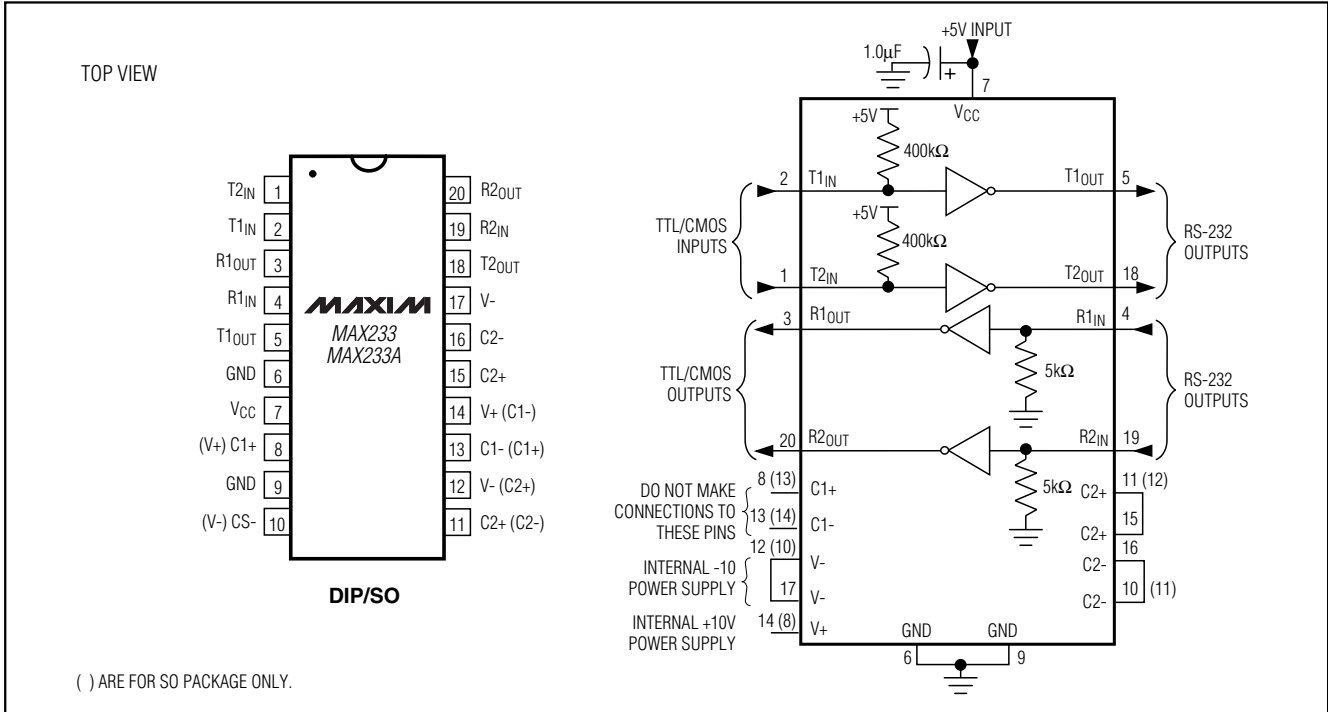 TOP VIEW
T2IN 1
T1IN 2
R1OUT 3
R1IN 4
T1OUT 5
GND 6
VCC 7
(V+) C1+ 8
GND 9
(V-) CS- 10
20 R2OUT
19 R2IN
18 T2OUT
17 V-
16 C2-
15 C2+
14 V+ (C1-)
13 C1- (C1+)
12 V- (C2+)
11 C2+ (C2-)
MAXIM
MAX233
MAX233A
DIP/SO
( ) ARE FOR SO PACKAGE ONLY.
+5V INPUT
1.0µF
+
7
VCC
+5V
400kΩ
2 T1IN
T1OUT 5
+5V
400kΩ
TTL/CMOS
INPUTS
RS-232
OUTPUTS
1 T2IN
T2OUT 18
3 R1OUT
R1IN 4
5kΩ
TTL/CMOS
OUTPUTS
RS-232
OUTPUTS
20 R2OUT
R2IN 19
5kΩ
DO NOT MAKE
CONNECTIONS TO
THESE PINS
8 (13) C1+
13 (14) C1-
INTERNAL -10
POWER SUPPLY
12 (10) V-
17 V-
INTERNAL +10V
POWER SUPPLY
14 (8) V+
C2+ 11 (12)
C2+ 15
C2- 16
C2- 10 (11)
GND GND
6 9